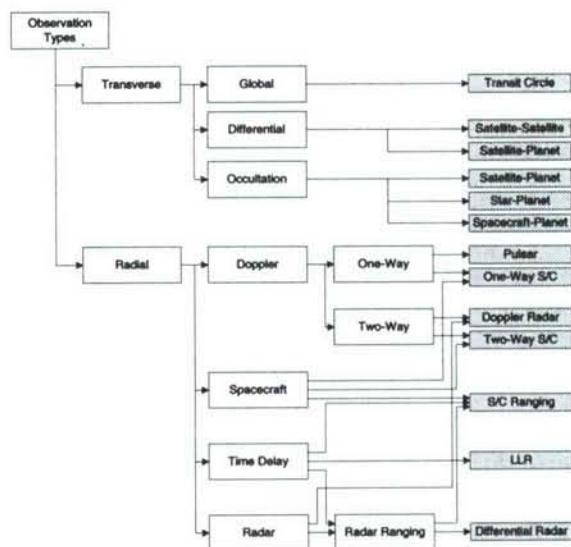 Observation
Types
Transverse
Global
Transit Circle
Differential
Satellite-Satellite
Satellite-Planet
Occultation
Satellite-Planet
Star-Planet
Spacecraft-Planet
Radial
Doppler
One-Way
Pulsar
One-Way S/C
Two-Way
Doppler Radar
Two-Way S/C
Spacecraft
S/C Ranging
Time Delay
LLR
Radar
Radar Ranging
Differential Radar